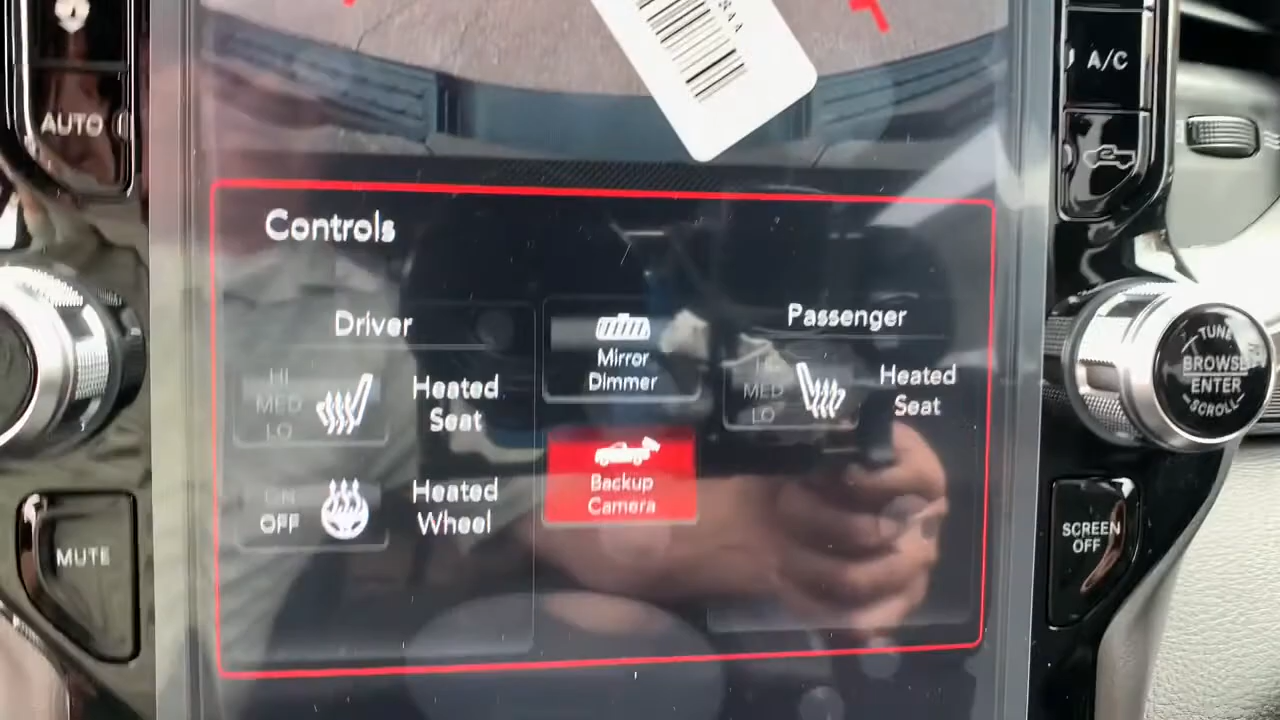 AUTO
A/C
Controls
Driver
Passenger
Mirror
Dimmer
HI
MED
LO
Heated
Seat
MED
LO
Heated
Seat
Backup
Camera
ON
OFF
Heated
Wheel
MUTE
TUNE
BROWSE
ENTER
SCROLL
SCREEN
OFF